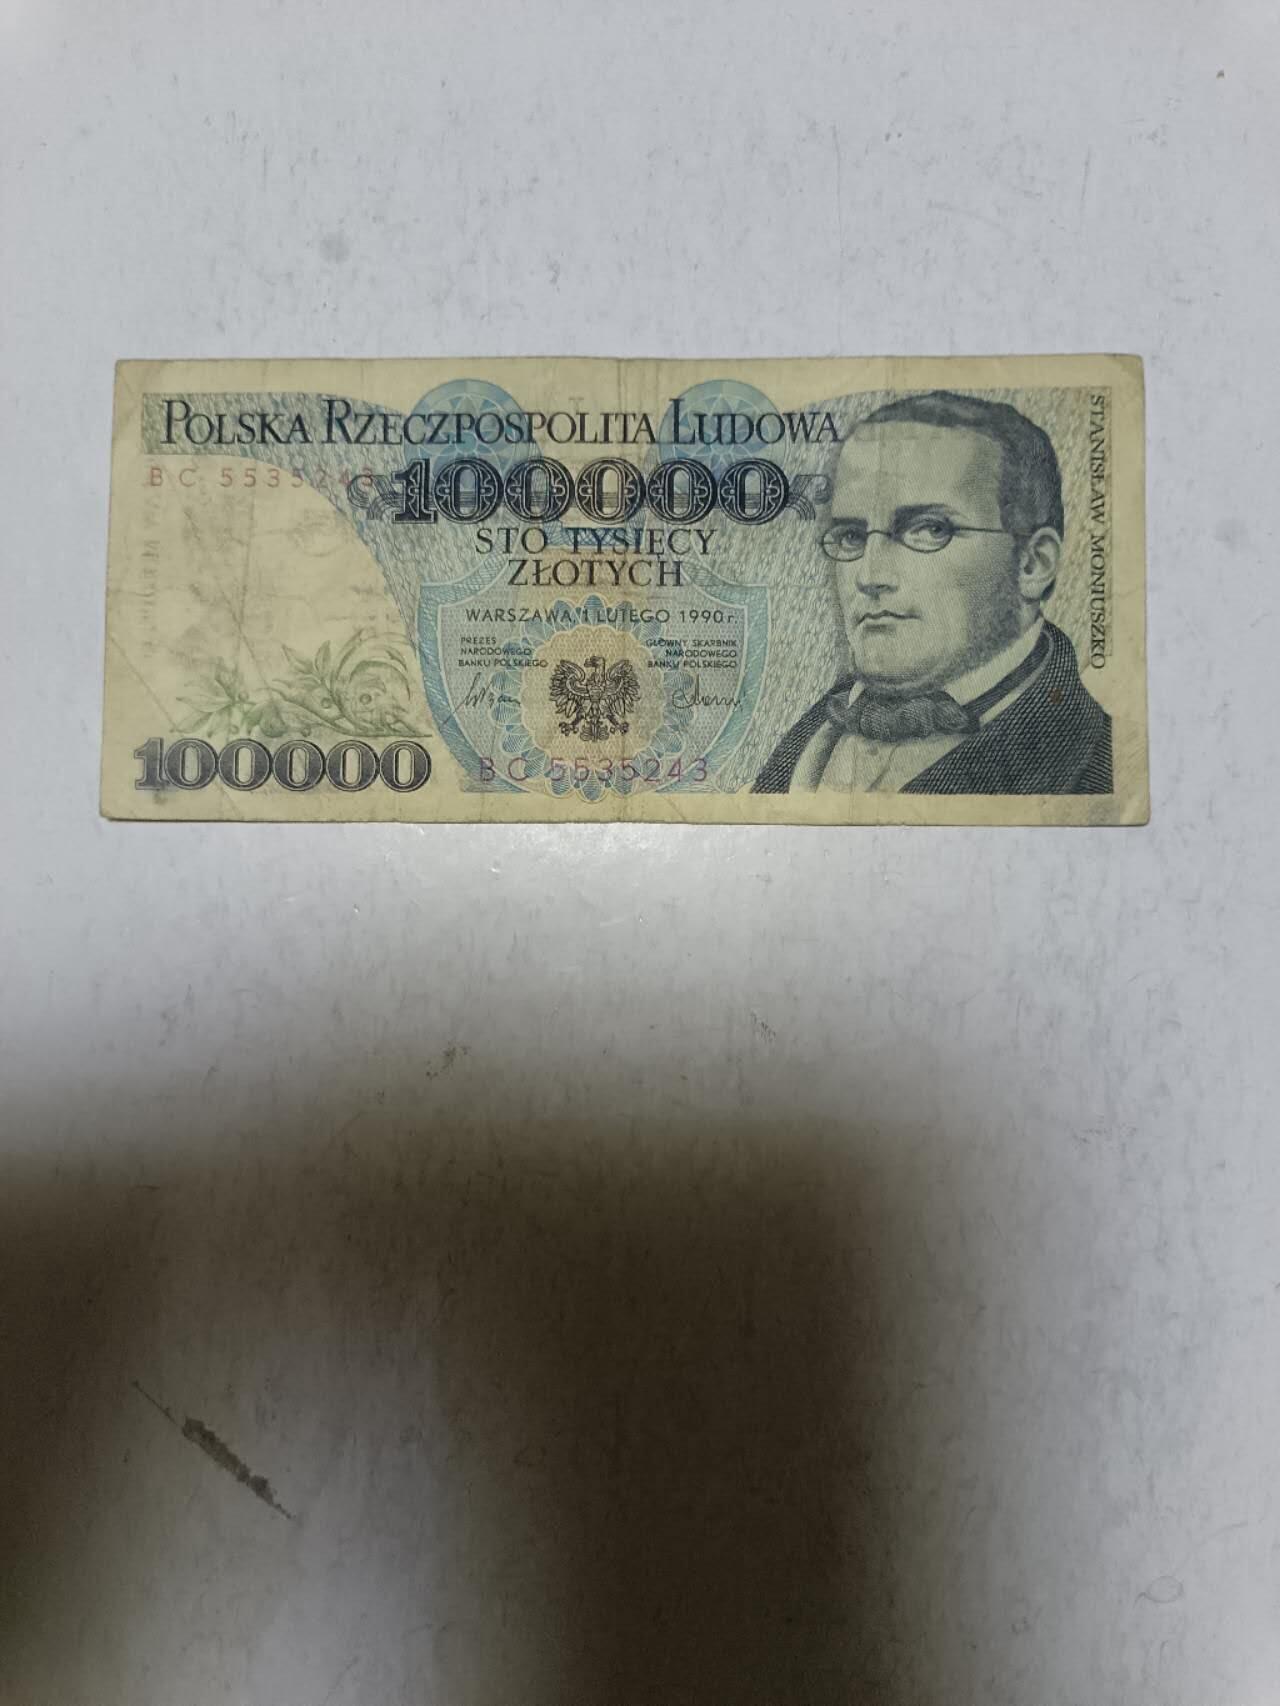 POLSKA RZECZPOSPOLITA LUDOWA
BC 5535243
100000
STO TYSIĘCY
ZŁOTYCH
WARSZAWA, 1 LUTEGO 1990 r.
PREZES
NARODOWEGO
BANKU POLSKIEGO
GŁÓWNY SKARBNIK
NARODOWEGO
BANKU POLSKIEGO
100000
BC 5535243
STANISŁAW MONIUSZKO